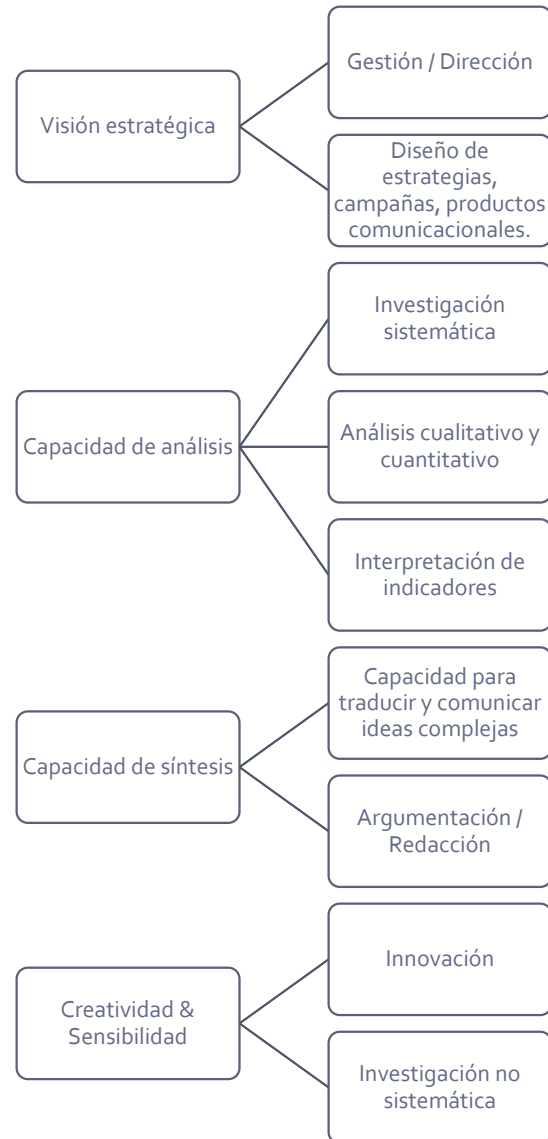 Visión estratégica
Gestión / Dirección
Diseño de
estrategias,
campañas, productos
comunicacionales.
Capacidad de análisis
Investigación
sistemática
Análisis cualitativo y
cuantitativo
Interpretación de
indicadores
Capacidad de síntesis
Capacidad para
traducir y comunicar
ideas complejas
Argumentación /
Redacción
Creatividad &
Sensibilidad
Innovación
Investigación no
sistemática